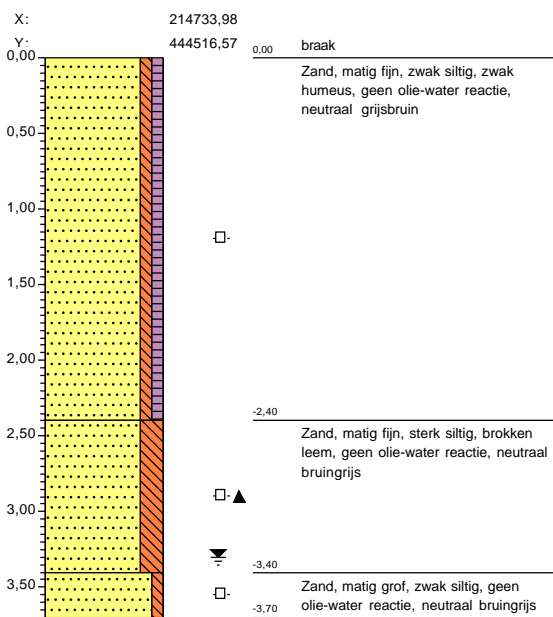 X: 214733,98
Y: 444516,57
0,00
0,00 braak
Zand, matig fijn, zwak siltig, zwak
humeus, geen olie-water reactie,
neutraal grijsbruin
0,50
1,00
1,50
2,00
-2,40
2,50
Zand, matig fijn, sterk siltig, brokken
leem, geen olie-water reactie, neutraal
bruingrijs
3,00
-3,40
3,50
Zand, matig grof, zwak siltig, geen
olie-water reactie, neutraal bruingrijs
-3,70